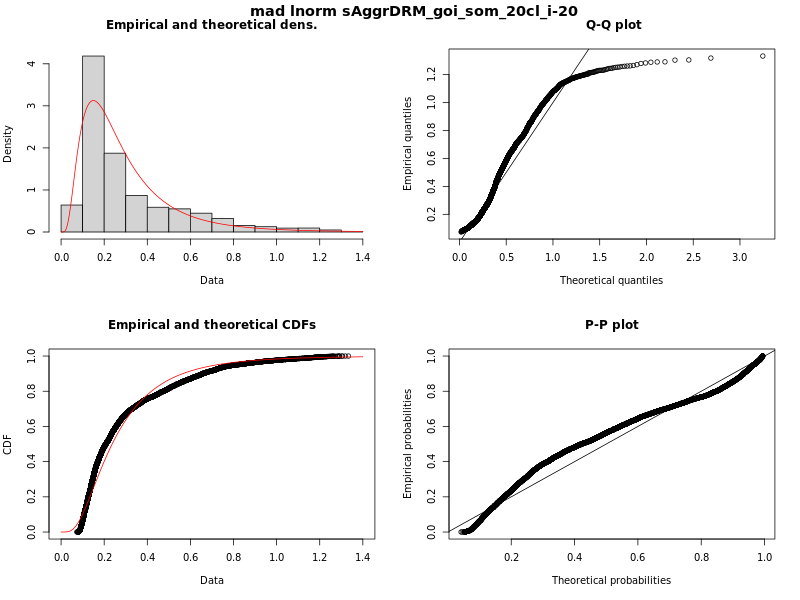 mad lnorm sAggrDRM_goi_som_20cl_i-20
Empirical and theoretical dens.
Density
0 1 2 3 4
0.0 0.2 0.4 0.6 0.8 1.0 1.2 1.4
Data
Q-Q plot
Empirical quantiles
0.2 0.4 0.6 0.8 1.0 1.2
0.0 0.5 1.0 1.5 2.0 2.5 3.0
Theoretical quantiles
Empirical and theoretical CDFs
CDF
0.0 0.2 0.4 0.6 0.8 1.0
0.0 0.2 0.4 0.6 0.8 1.0 1.2 1.4
Data
P-P plot
Empirical probabilities
0.0 0.2 0.4 0.6 0.8 1.0
0.2 0.4 0.6 0.8 1.0
Theoretical probabilities